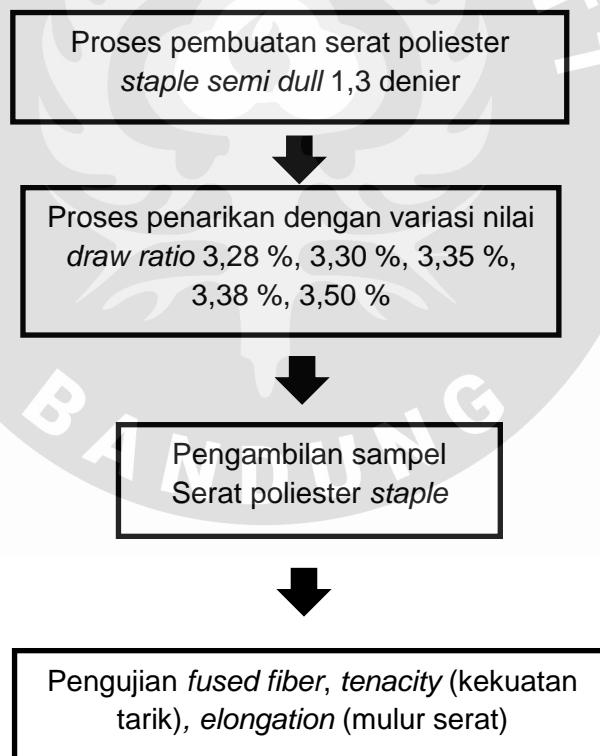 Proses pembuatan serat poliester
staple semi dull 1,3 denier
Proses penarikan dengan variasi nilai
draw ratio 3,28 %, 3,30 %, 3,35 %,
3,38 %, 3,50 %
BANDUNG
Pengambilan sampel
Serat poliester staple
Pengujian fused fiber, tenacity (kekuatan
tarik), elongation (mulur serat)